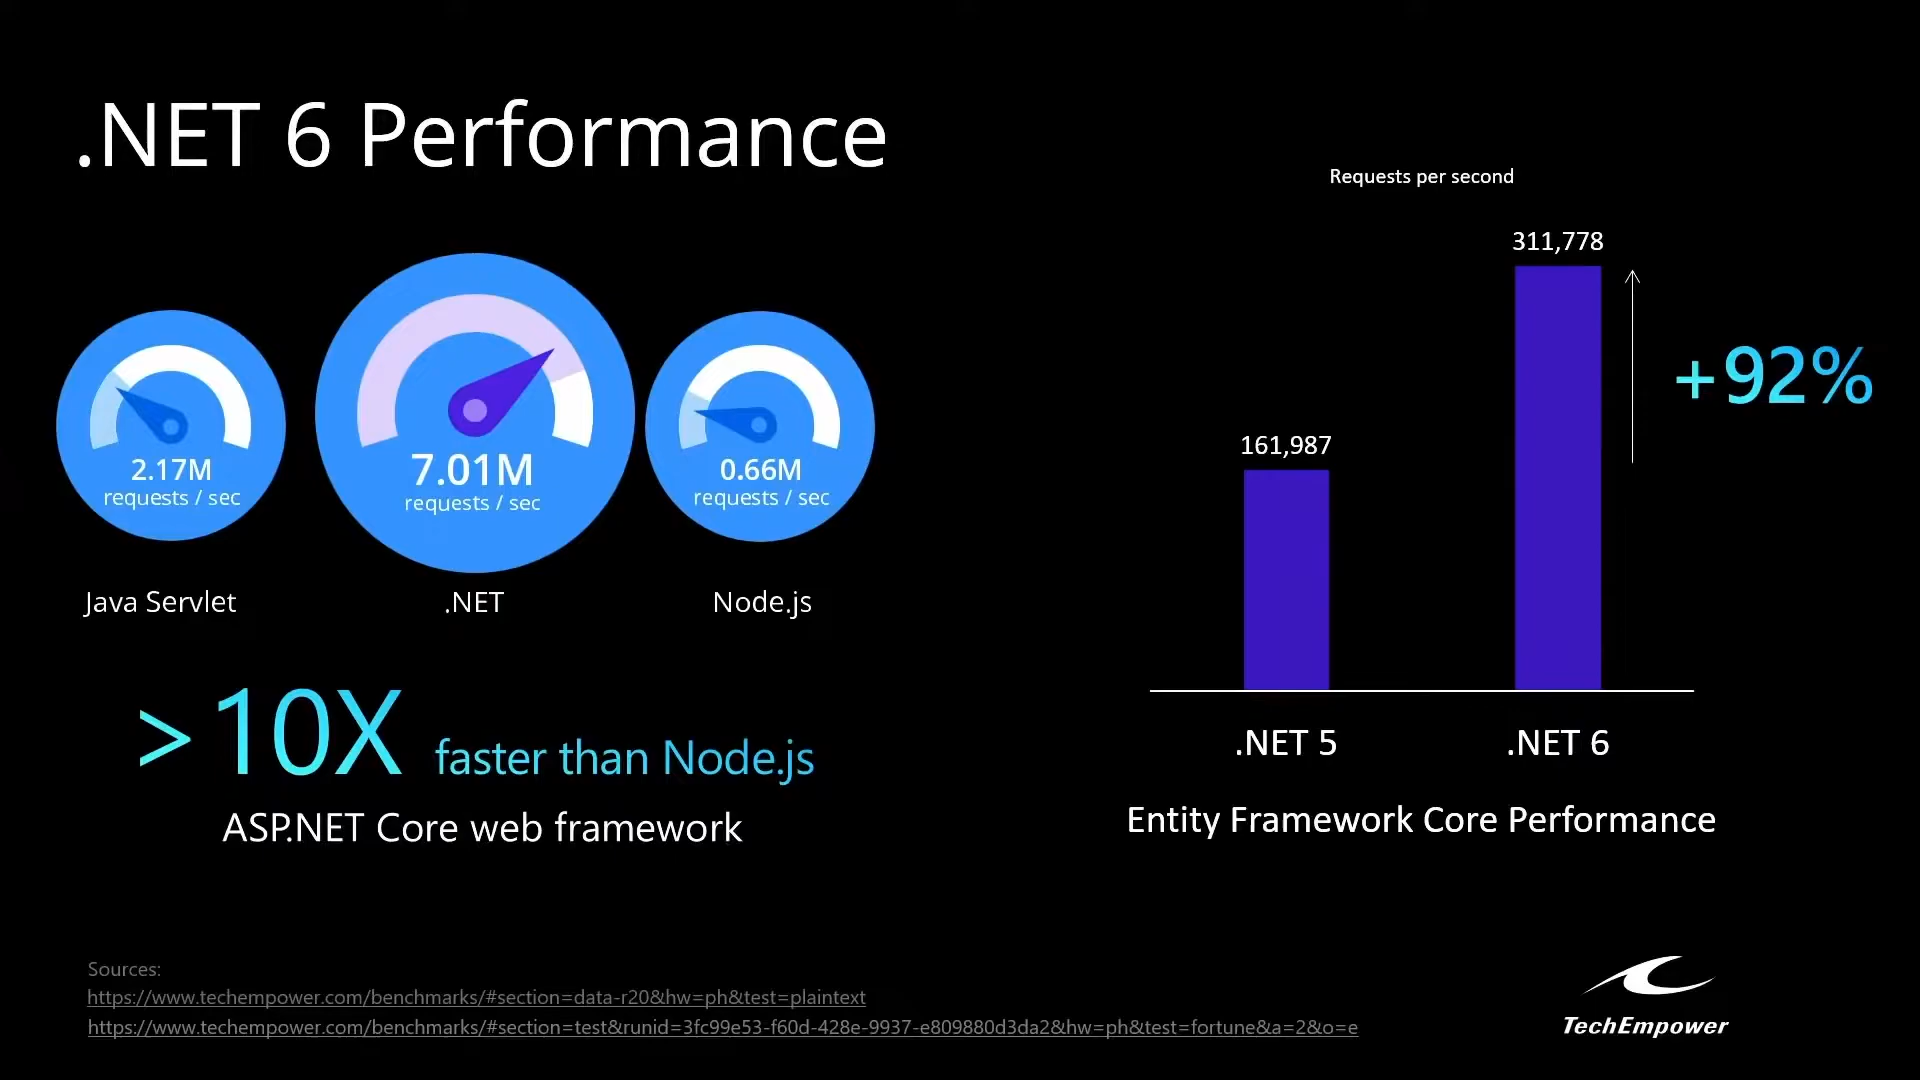 .NET 6 Performance
2.17M
requests / sec
Java Servlet
7.01M
requests / sec
.NET
0.66M
requests / sec
Node.js
>10X faster than Node.js
ASP.NET Core web framework
Requests per second
161,987
311,778
+92%
.NET 5
.NET 6
Entity Framework Core Performance
Sources:
https://www.techempower.com/benchmarks/#section=data-r20&hw=ph&test=plaintext
https://www.techempower.com/benchmarks/#section=test&runid=3fc99e53-f60d-428e-9937-e809880d3da2&hw=ph&test=fortune&a=2&o=e
TechEmpower